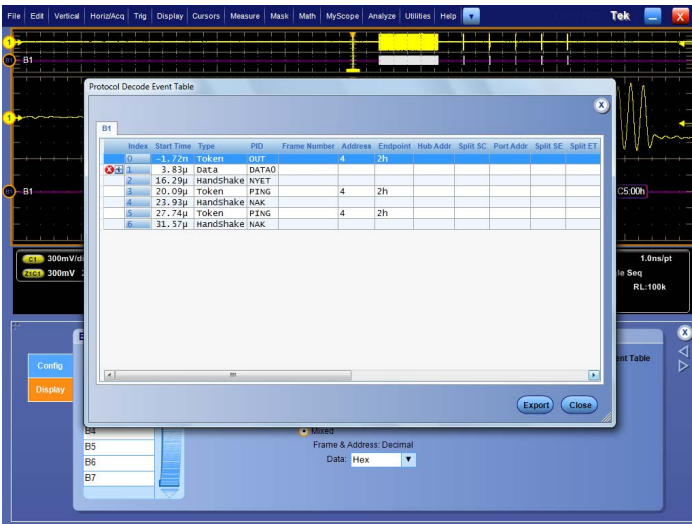 File Edit Vertical Horiz/Acq Trig Display Cursors Measure Mask Math MyScope Analyze Utilities Help Tek X
1
B1 B1
Protocol Decode Event Table
X
B1
Index Start Time Type PID Frame Number Address Endpoint Hub Addr Split SC Port Addr Split SE Split ET
0 -1.72n Token OUT 4 2h
1 3.83µ Data DATA0
2 16.29µ HandShake NYET
3 20.09µ Token PING 4 2h
4 23.93µ HandShake NAK
5 27.74µ Token PING 4 2h
6 31.57µ HandShake NAK
1
B1 B1
C5:00h
C1 300mV/di
Z1C1 300mV
1.0ns/pt
le Seq
RL:100k
X
ent Table
Config
Display
Export Close
B4
Mixed
B5
Frame & Address: Decimal
B6
Data: Hex
B7